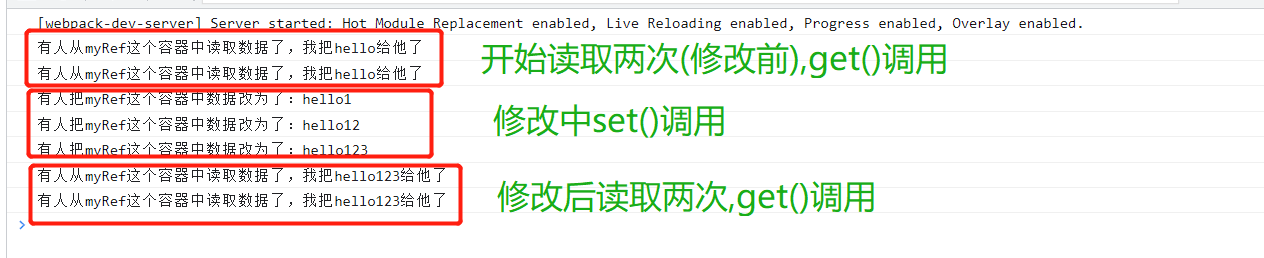 [webpack-dev-server] Server started: Hot Module Replacement enabled, Live Reloading enabled, Progress enabled, Overlay enabled.
有人从myRef这个容器中读取数据了，我把hello给他了
有人从myRef这个容器中读取数据了，我把hello给他了
开始读取两次(修改前),get()调用
有人把myRef这个容器中数据改为了：hello1
有人把myRef这个容器中数据改为了：hello12
有人把myRef这个容器中数据改为了：hello123
修改中set()调用
有人从myRef这个容器中读取数据了，我把hello123给他了
有人从myRef这个容器中读取数据了，我把hello123给他了
修改后读取两次,get()调用